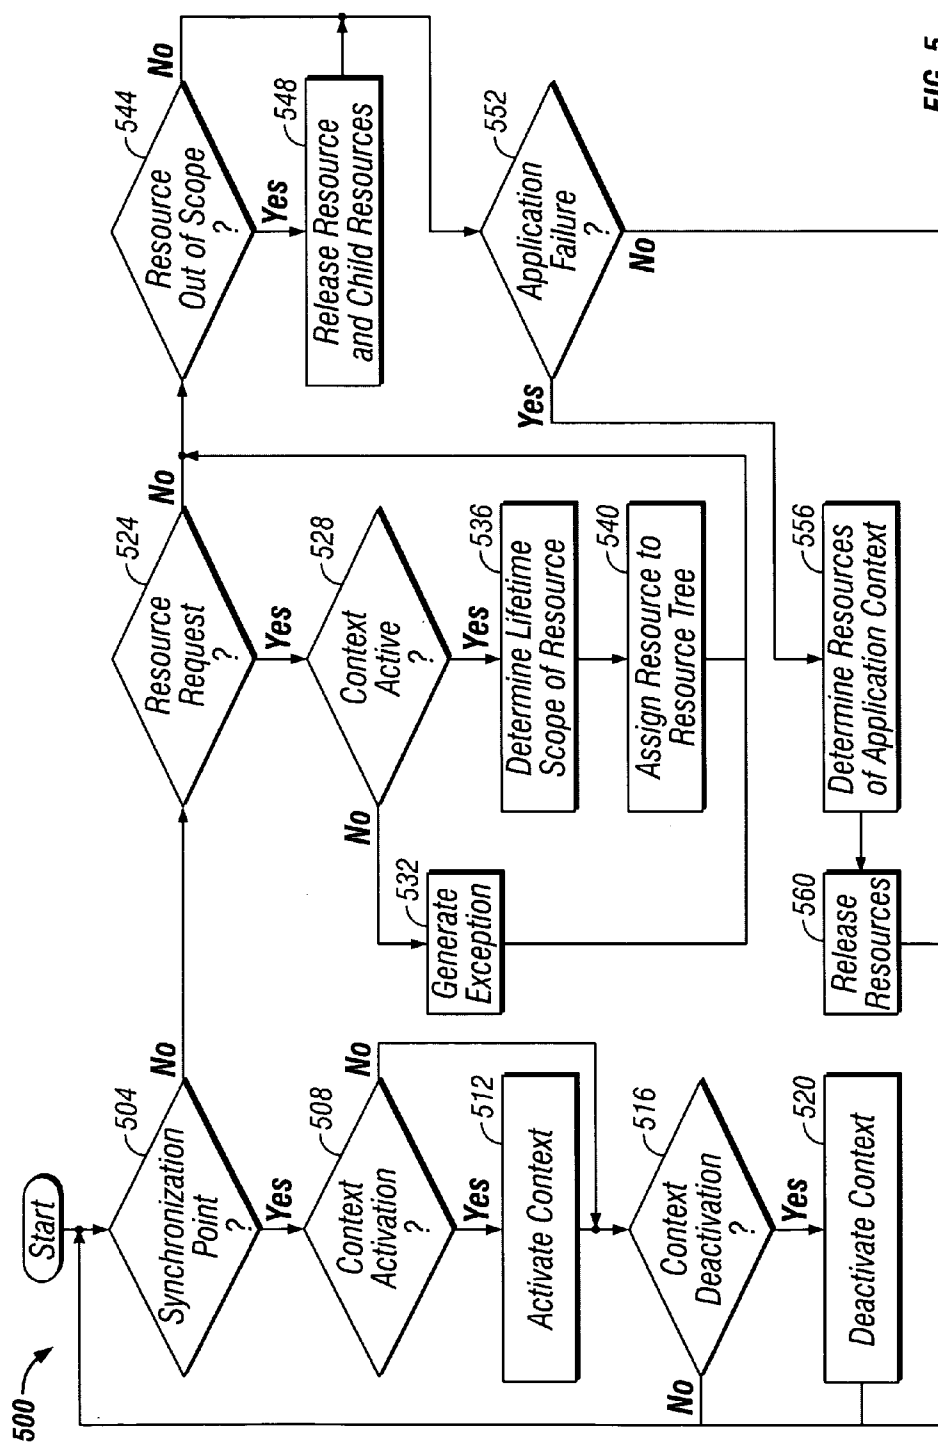 500
Start
504
Synchronization
Point
?
No
Yes
508
Context
Activation
?
No
Yes
512
Activate Context
516
Context
Deactivation
?
No
Yes
520
Deactivate Context
524
Resource
Request
?
No
Yes
528
Context
Active
?
No
Yes
532
Generate
Exception
536
Determine Lifetime
Scope of Resource
540
Assign Resource to
Resource Tree
544
Resource
Out of Scope
?
No
Yes
548
Release Resource
and Child Resources
552
Application
Failure
?
Yes
No
556
Determine Resources
of Application Context
560
Release
Resources
FIG. 5